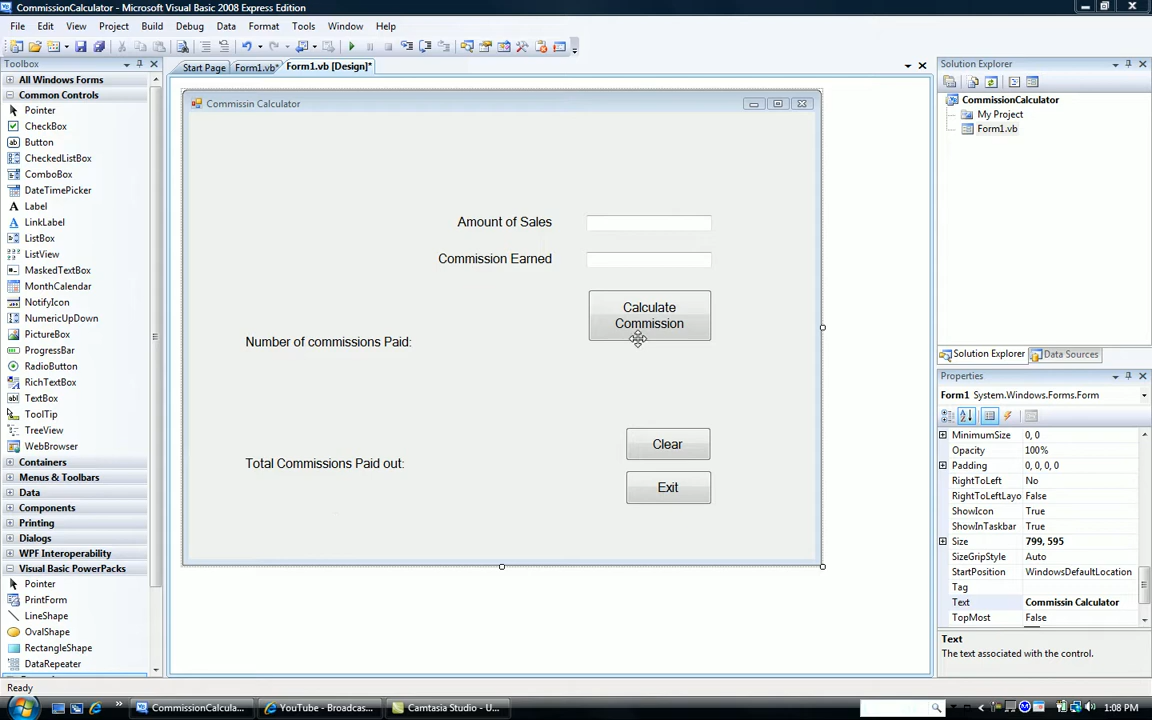 CommissionCalculator - Microsoft Visual Basic 2008 Express Edition
File Edit View Project Build Debug Data Format Tools Window Help
Toolbox
Start Page Form1.vb* Form1.vb [Design]*
Solution Explorer
All Windows Forms
Common Controls
Pointer
CheckBox
Button
CheckedListBox
ComboBox
DateTimePicker
Label
LinkLabel
ListBox
ListView
MaskedTextBox
MonthCalendar
NotifyIcon
NumericUpDown
PictureBox
ProgressBar
RadioButton
RichTextBox
TextBox
ToolTip
TreeView
WebBrowser
Containers
Menus & Toolbars
Data
Components
Printing
Dialogs
WPF Interoperability
Visual Basic PowerPacks
Pointer
PrintForm
LineShape
OvalShape
RectangleShape
DataRepeater
Commissin Calculator
Amount of Sales
Commission Earned
Calculate
Commission
Number of commissions Paid:
Clear
Total Commissions Paid out:
Exit
CommissionCalculator
My Project
Form1.vb
Solution Explorer Data Sources
Properties
Form1 System.Windows.Forms.Form
MinimumSize 0, 0
Opacity 100%
Padding 0, 0, 0, 0
RightToLeft No
RightToLeftLayo False
ShowIcon True
ShowInTaskbar True
Size 799, 595
SizeGripStyle Auto
StartPosition WindowsDefaultLocation
Tag
Text Commissin Calculator
TopMost False
Text
The text associated with the control.
Ready
CommissionCalcula... YouTube - Broadcas... Camtasia Studio - U... 1:08 PM